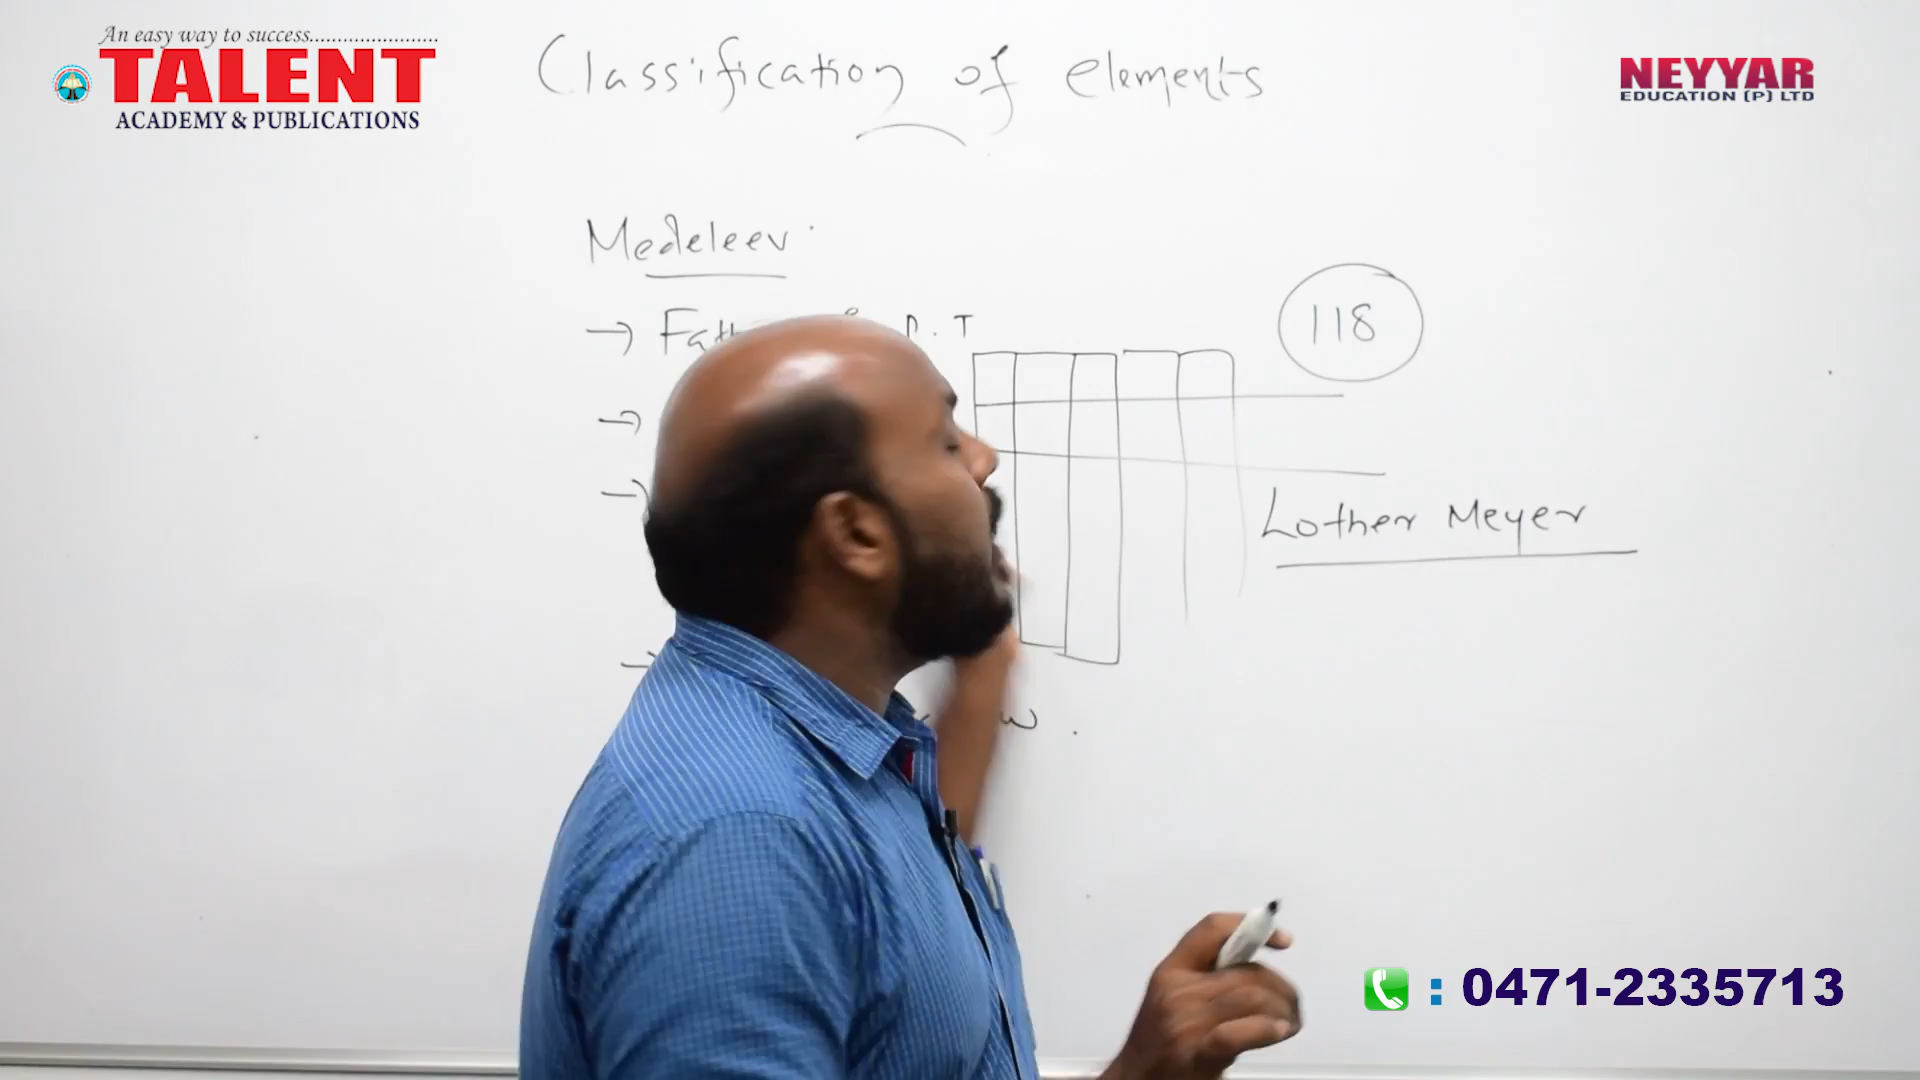 An easy way to success.......................
TALENT
ACADEMY & PUBLICATIONS
NEYYAR
EDUCATION (P) LTD
Classification of elements
Medeleev
P.T
118
Lother Meyer
: 0471-2335713